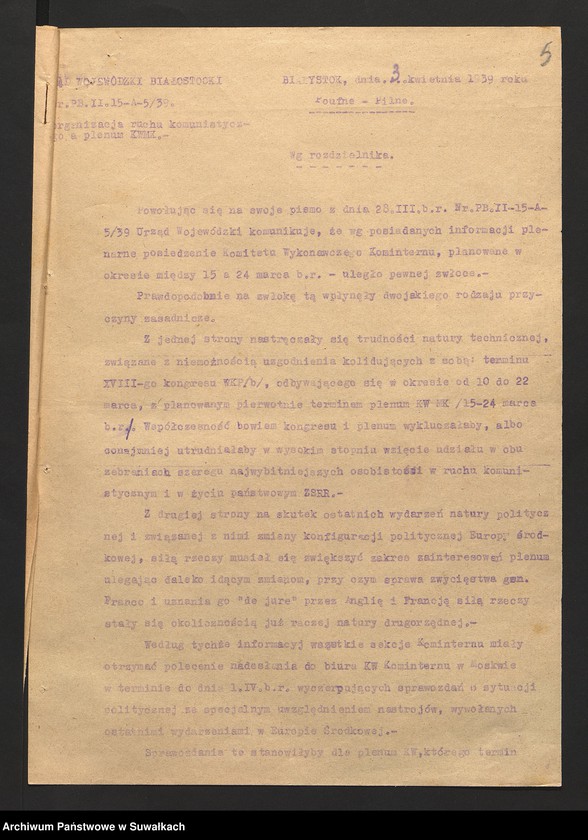 5
WOJEWÓDZKI BIAŁOSTOCKI BIAŁYSTOK, dnia 3 kwietnia 1939 roku
r.PB.II.15-A-5/39. Poufne - Pilne.
organizacja ruchu komunistycz-
go a plenum KWMK.-
Wg rozdzielnika.
Powołując się na swoje pismo z dnia 28.III.b.r. Nr.PB.II-15-A-
5/39 Urząd Wojewódzki komunikuje, że wg posiadanych informacji ple-
narne posiedzenie Komitetu Wykonawczego Kominternu, planowane w
okresie między 15 a 24 marca b.r. - uległo pewnej zwłoce.-
Prawdopodobnie na zwłokę tą wpłynęły dwojakiego rodzaju przy-
czyny zasadnicze.
Z jednej strony nastręczały się trudności natury technicznej,
związane z niemożnością uzgodnienia kolidujących z sobą: terminu
XVIII-go kongresu WKP/b/, odbywającego się w okresie od 10 do 22
marca, a planowanym pierwotnie terminem plenum KW MK /15-24 marca
b.r./. Współczesność bowiem kongresu i plenum wykluczałaby, albo
conajmniej utrudniałaby w wysokim stopniu wzięcie udziału w obu
zebraniach szeregu najwybitniejszych osobistości w ruchu komuni-
stycznym i w życiu państwowym ZSRR.-
Z drugiej strony na skutek ostatnich wydarzeń natury politycz
nej i związanej z nimi zmiany konfiguracji politycznej Europy środ-
kowej, siłą rzeczy musiał się zwiększyć zakres zainteresowań plenum
ulegając daleko idącym zmianom, przy czym sprawa zwycięstwa gen.
Franco i uznania go "de jure" przez Anglię i Francję siłą rzeczy
stały się okolicznością już raczej natury drugorzędnej.-
Według tychże informacyj wszystkie sekcje Kominternu miały
otrzymać polecenie nadesłania do biura KW Kominternu w Moskwie
w terminie do dnia 1.IV.b.r. wyczerpujących sprawozdań o sytuacji
politycznej ze specjalnym uwzględnieniem nastrojów, wywołanych
ostatnimi wydarzeniami w Europie Środkowej.-
Sprawozdania te stanowiłyby dla plenum KW, którego termin
Archiwum Państwowe w Suwałkach